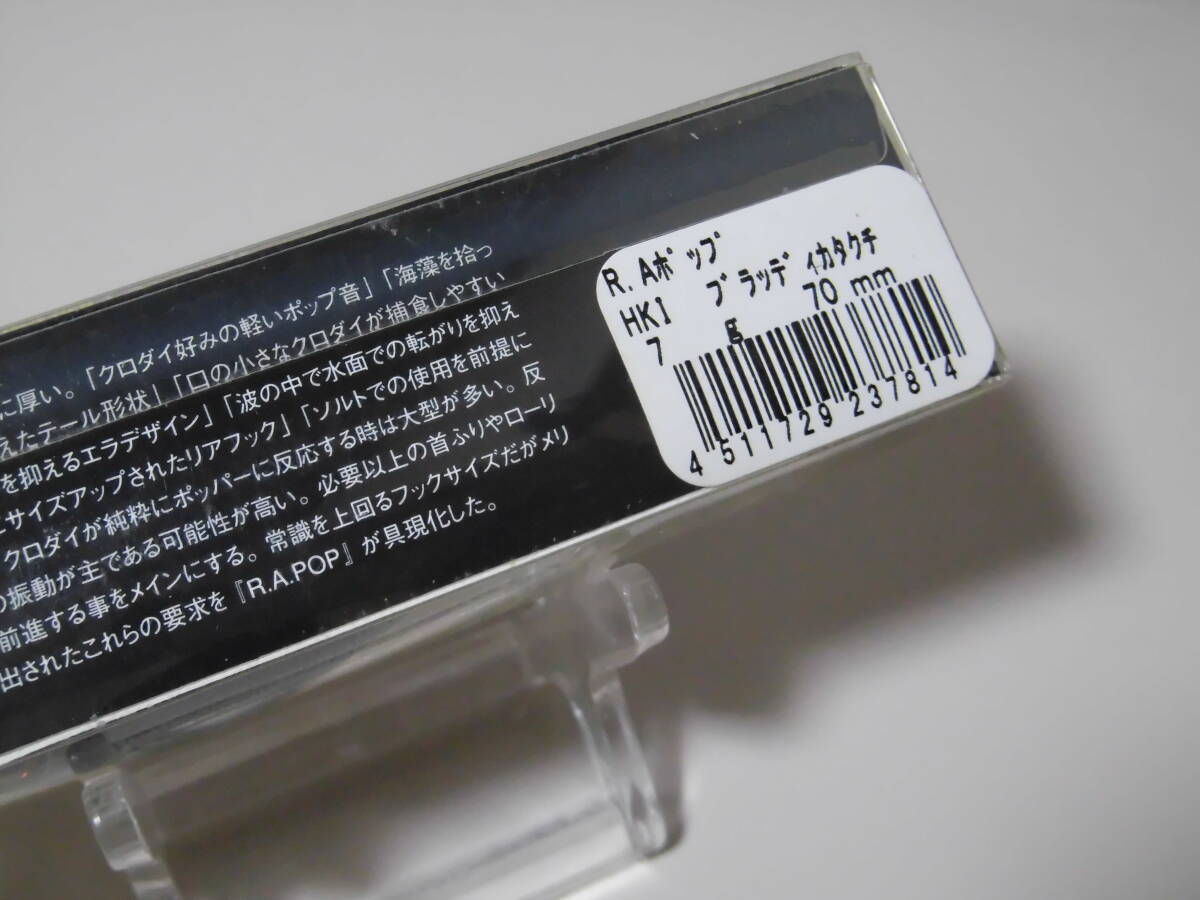 に厚い。「クロダイ好みの軽いポップ音」「海藻を拾っ
えたテール形状」「口の小さなクロダイが捕食しやすい
を抑えるエラデザイン」「波の中で水面での転がりを抑え
サイズアップされたリアフック」「ソルトでの使用を前提に
クロダイが純粋にポッパーに反応する時は大型が多い。反
の振動が主である可能性が高い。必要以上の首ふりやローリ
前進する事をメインにする。常識を上回るフックサイズだがメリ
出されたこれらの要求を『R.A.POP』が具現化した。
R.Aポップ
HK1 ブラッディカタクチ
7 g 70 mm
4 511729 237814